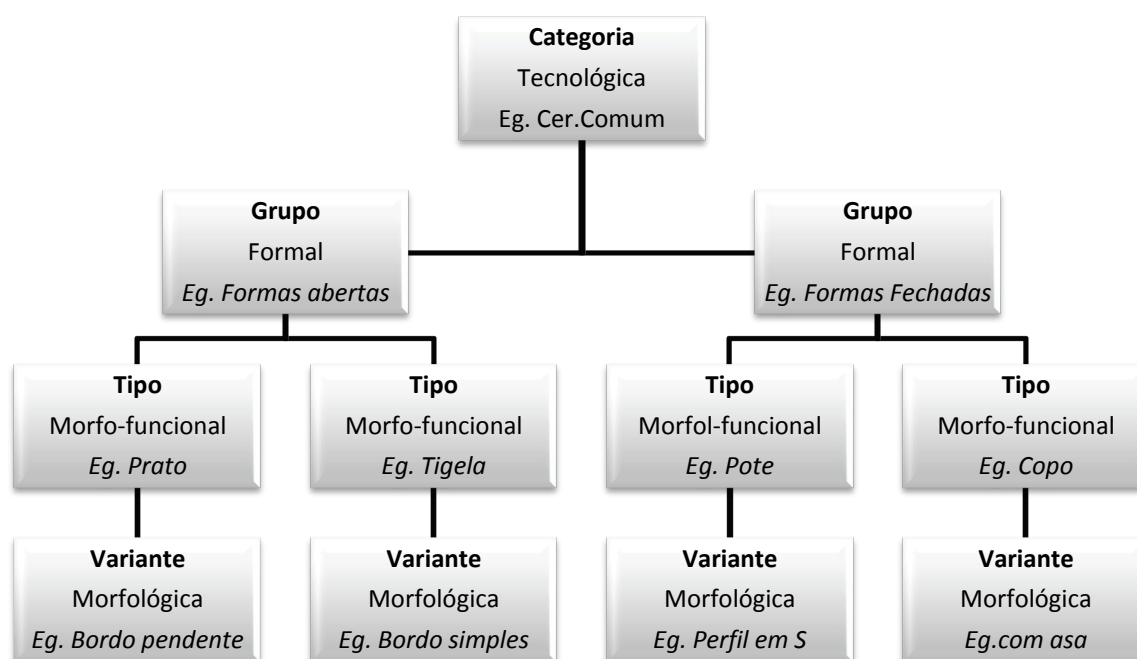 Categoria
Tecnológica
Eg. Cer.Comum
Grupo
Formal
Eg. Formas abertas
Grupo
Formal
Eg. Formas Fechadas
Tipo
Morfo-funcional
Eg. Prato
Tipo
Morfo-funcional
Eg. Tigela
Tipo
Morfol-funcional
Eg. Pote
Tipo
Morfo-funcional
Eg. Copo
Variante
Morfológica
Eg. Bordo pendente
Variante
Morfológica
Eg. Bordo simples
Variante
Morfológica
Eg. Perfil em S
Variante
Morfológica
Eg.com asa